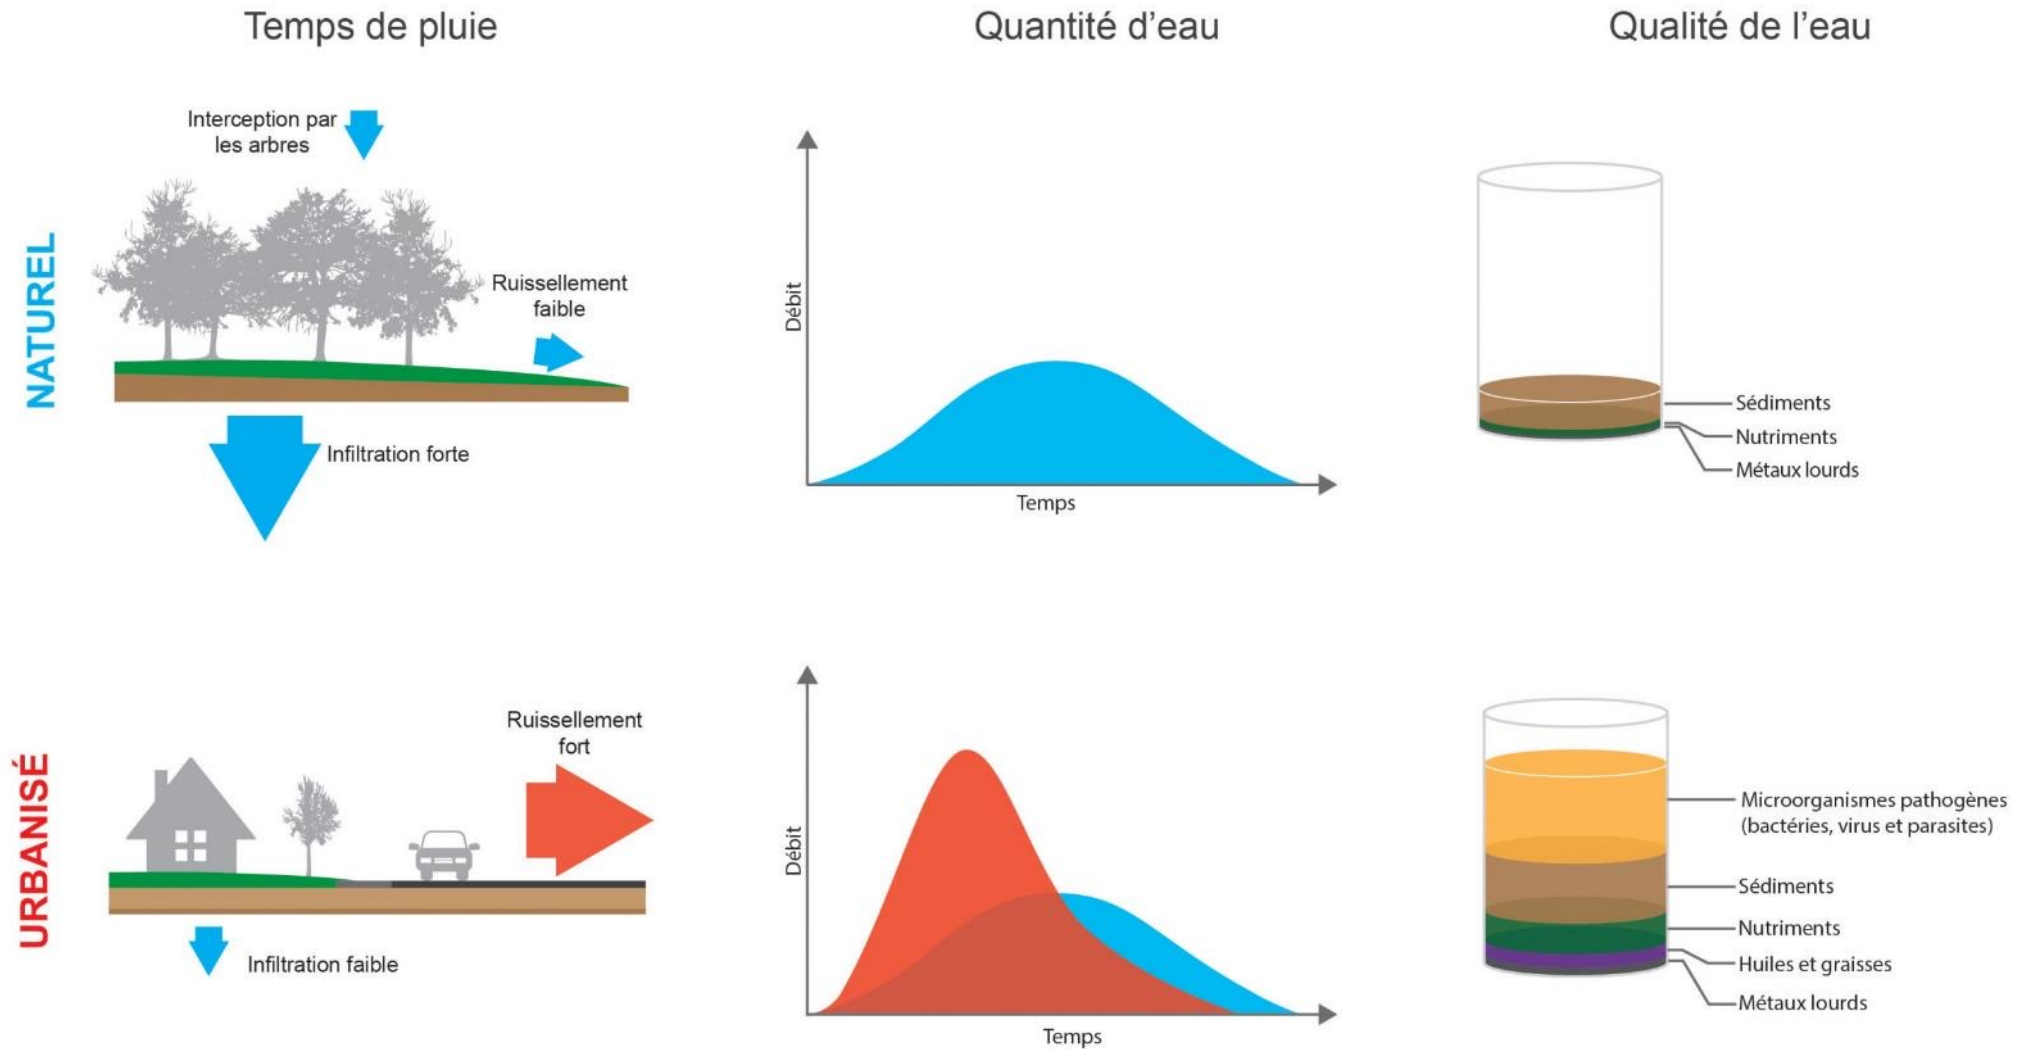 Temps de pluie
Quantité d’eau
Qualité de l’eau
NATUREL
Interception par
les arbres
Ruissellement
faible
Infiltration forte
Débit
Temps
Sédiments
Nutriments
Métaux lourds
URBANISÉ
Ruissellement
fort
Infiltration faible
Débit
Temps
Microorganismes pathogènes
(bactéries, virus et parasites)
Sédiments
Nutriments
Huiles et graisses
Métaux lourds